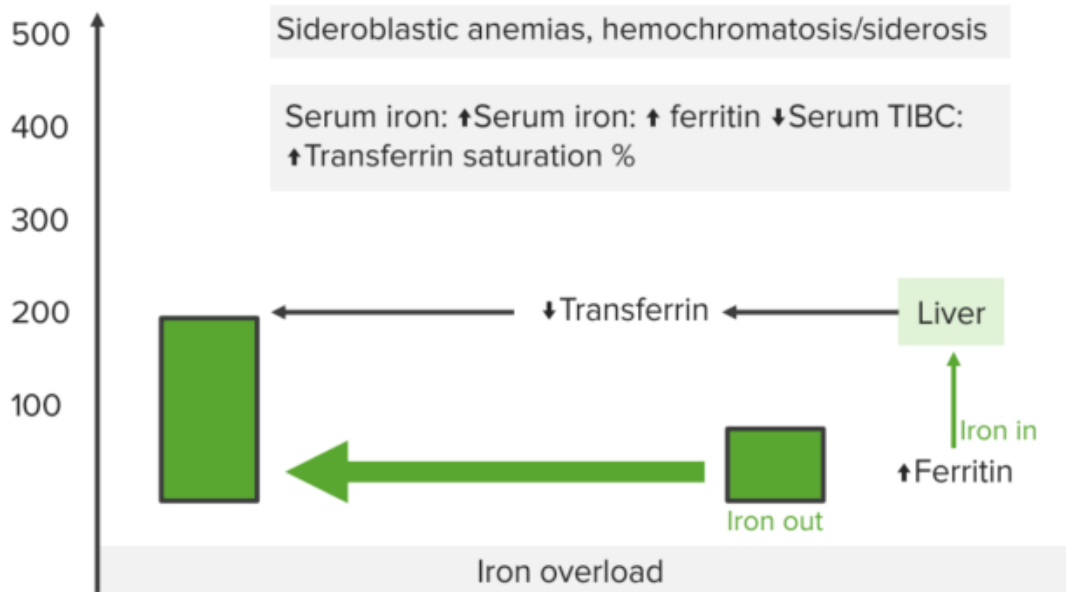 500
Sideroblastic anemias, hemochromatosis/siderosis
400
Serum iron: ⬆Serum iron: ⬆ ferritin ⬇Serum TIBC:
⬆Transferrin saturation %
300
200
⬇Transferrin
Liver
100
Iron in
⬆Ferritin
Iron out
Iron overload